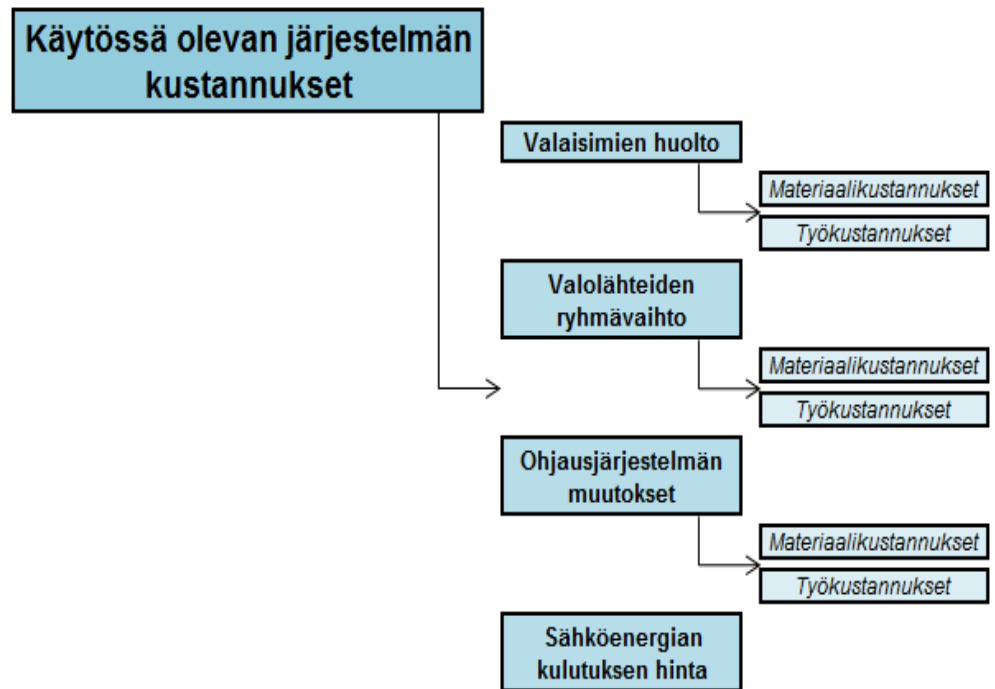 Käytössä olevan järjestelmän
kustannukset
Valaisimien huolto
Materiaalikustannukset
Työkustannukset
Valolähteiden
ryhmävaihto
Materiaalikustannukset
Työkustannukset
Ohjausjärjestelmän
muutokset
Materiaalikustannukset
Työkustannukset
Sähköenergian
kulutuksen hinta